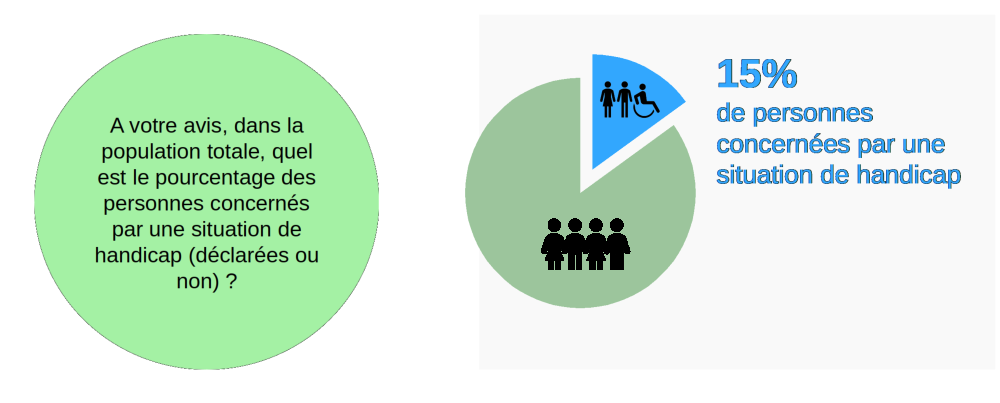 A votre avis, dans la
population totale, quel
est le pourcentage des
personnes concernés
par une situation de
handicap (déclarées ou
non) ?
15%
de personnes
concernées par une
situation de handicap